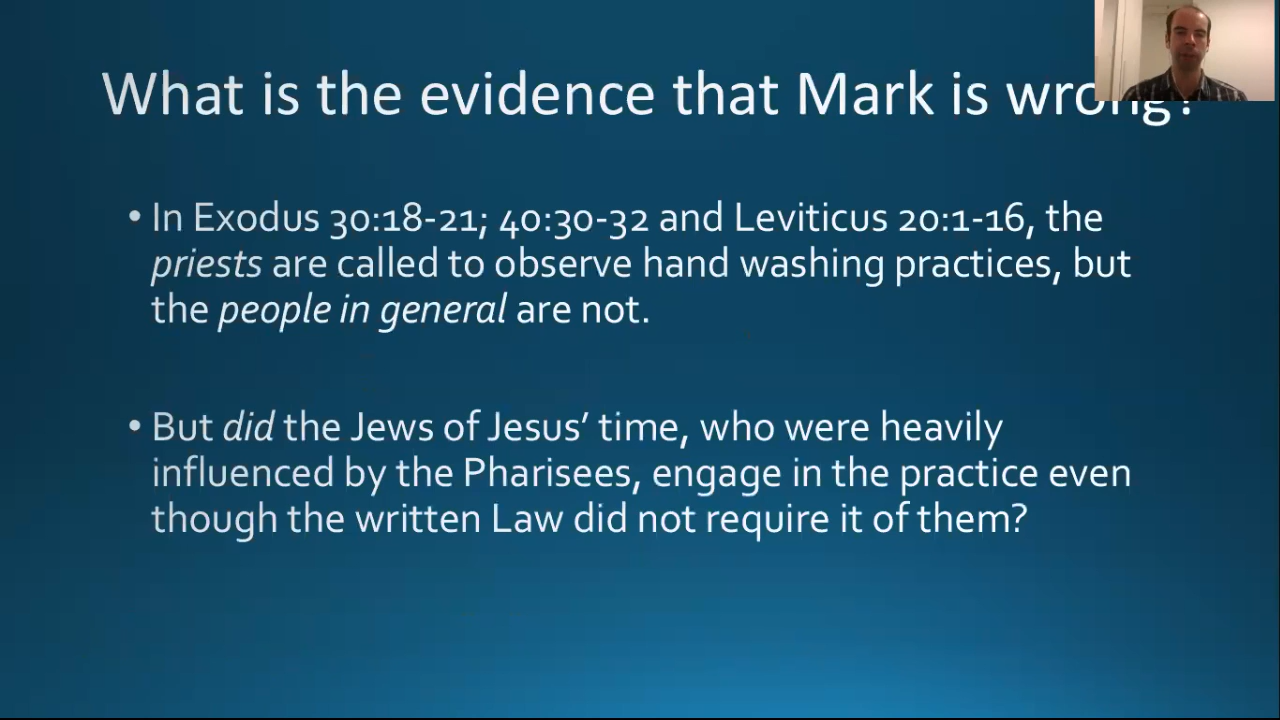 What is the evidence that Mark is wrong?
• In Exodus 30:18-21; 40:30-32 and Leviticus 20:1-16, the
priests are called to observe hand washing practices, but
the people in general are not.
• But did the Jews of Jesus’ time, who were heavily
influenced by the Pharisees, engage in the practice even
though the written Law did not require it of them?